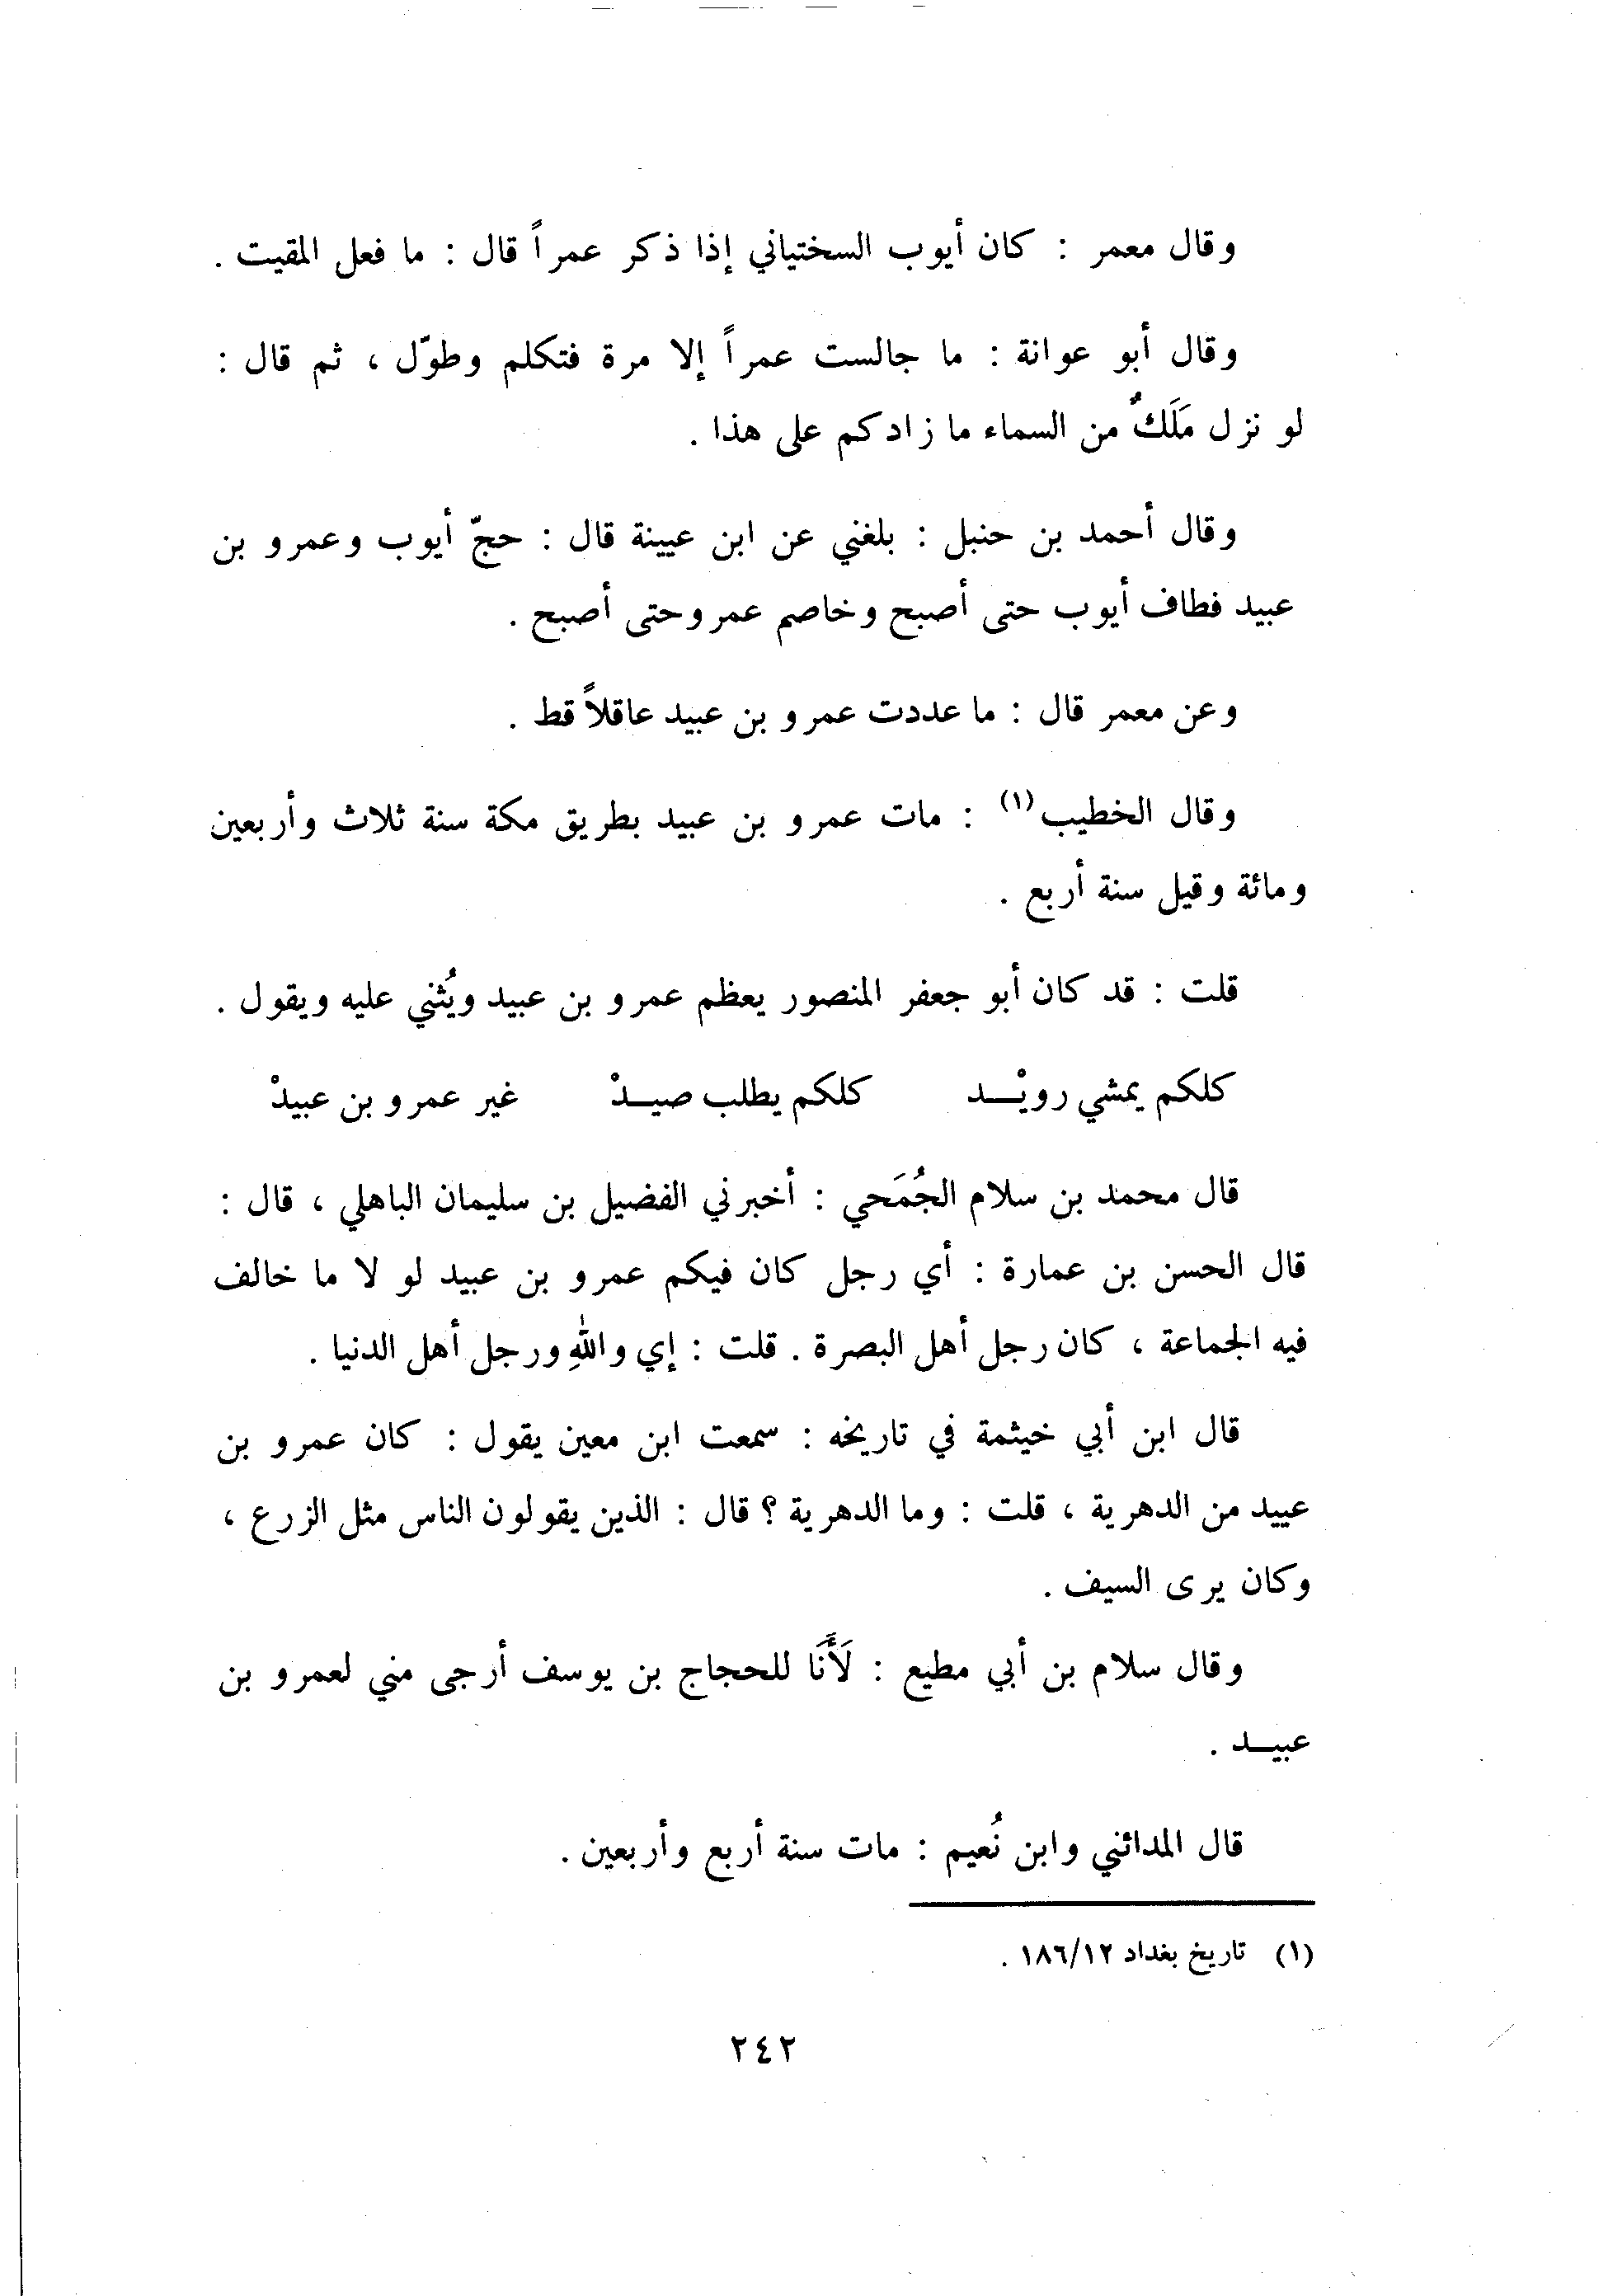 وقال معمر : كان أيوب السختياني إذا ذكر عمراً قال : ما فعل المقيت .
وقال أبو عوانة : ما جالست عمراً إلا مرة فتكلم وطوّل ، ثم قال :
لو نزل مَلَكٌ من السماء ما زادكم على هذا .
وقال أحمد بن حنبل : بلغني عن ابن عيينة قال : حجّ أيوب وعمرو بن
عبيد فطاف أيوب حتى أصبح وخاصم عمرو حتى أصبح .
وعن معمر قال : ما عددت عمرو بن عبيد عاقلاً قط .
وقال الخطيب(١) : مات عمرو بن عبيد بطريق مكة سنة ثلاث وأربعين
ومائة وقيل سنة أربع .
قلت : قد كان أبو جعفر المنصور يعظم عمرو بن عبيد ويُثني عليه ويقول .
كلكم يمشي رويْـــد كلكم يطلب صيــدْ غير عمرو بن عبيدْ
قال محمد بن سلام الجُمَحي : أخبرني الفضيل بن سليمان الباهلي ، قال :
قال الحسن بن عمارة : أي رجل كان فيكم عمرو بن عبيد لو لا ما خالف
فيه الجماعة ، كان رجل أهل البصرة . قلت : إي واللهِ ورجل أهل الدنيا .
قال ابن أبي خيثمة في تاريخه : سمعت ابن معين يقول : كان عمرو بن
عبيد من الدهرية ، قلت : وما الدهرية ؟ قال : الذين يقولون الناس مثل الزرع ،
وكان يرى السيف .
وقال سلام بن أبي مطيع : لَأَنَا للحجاج بن يوسف أرجى مني لعمرو بن
عبيــد .
قال المدائني وابن نُعيم : مات سنة أربع وأربعين .
(١) تاريخ بغداد ١٨٦/١٢ .
٢٤٢